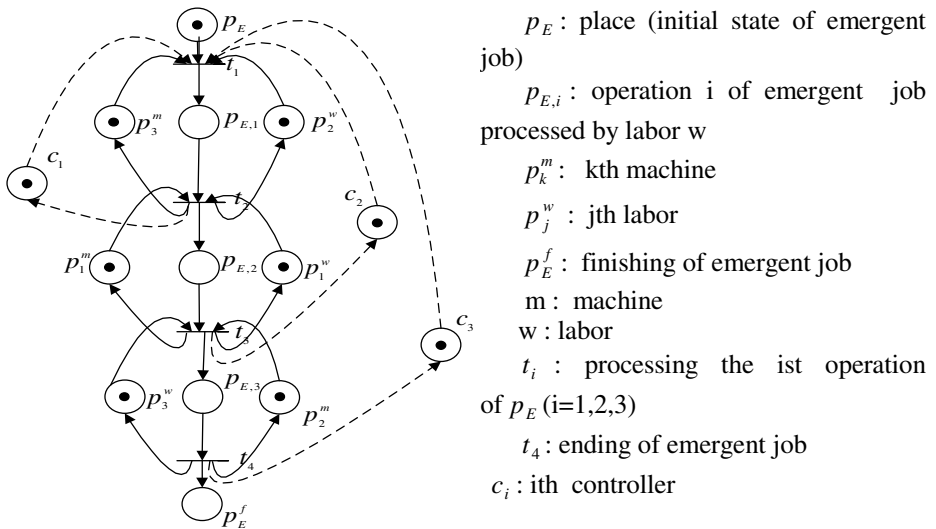 p_E
t_1
p_3^m
p_{E,1}
p_2^w
c_1
t_2
c_2
p_1^m
p_{E,2}
p_1^w
c_3
t_3
p_{E,3}
p_3^w
p_2^m
t_4
p_E^f
p_E : place (initial state of emergent
job)
p_{E,i} : operation i of emergent job
processed by labor w
p_k^m : kth machine
p_j^w : jth labor
p_E^f : finishing of emergent job
m : machine
w : labor
t_i : processing the ist operation
of p_E (i=1,2,3)
t_4 : ending of emergent job
c_i : ith controller